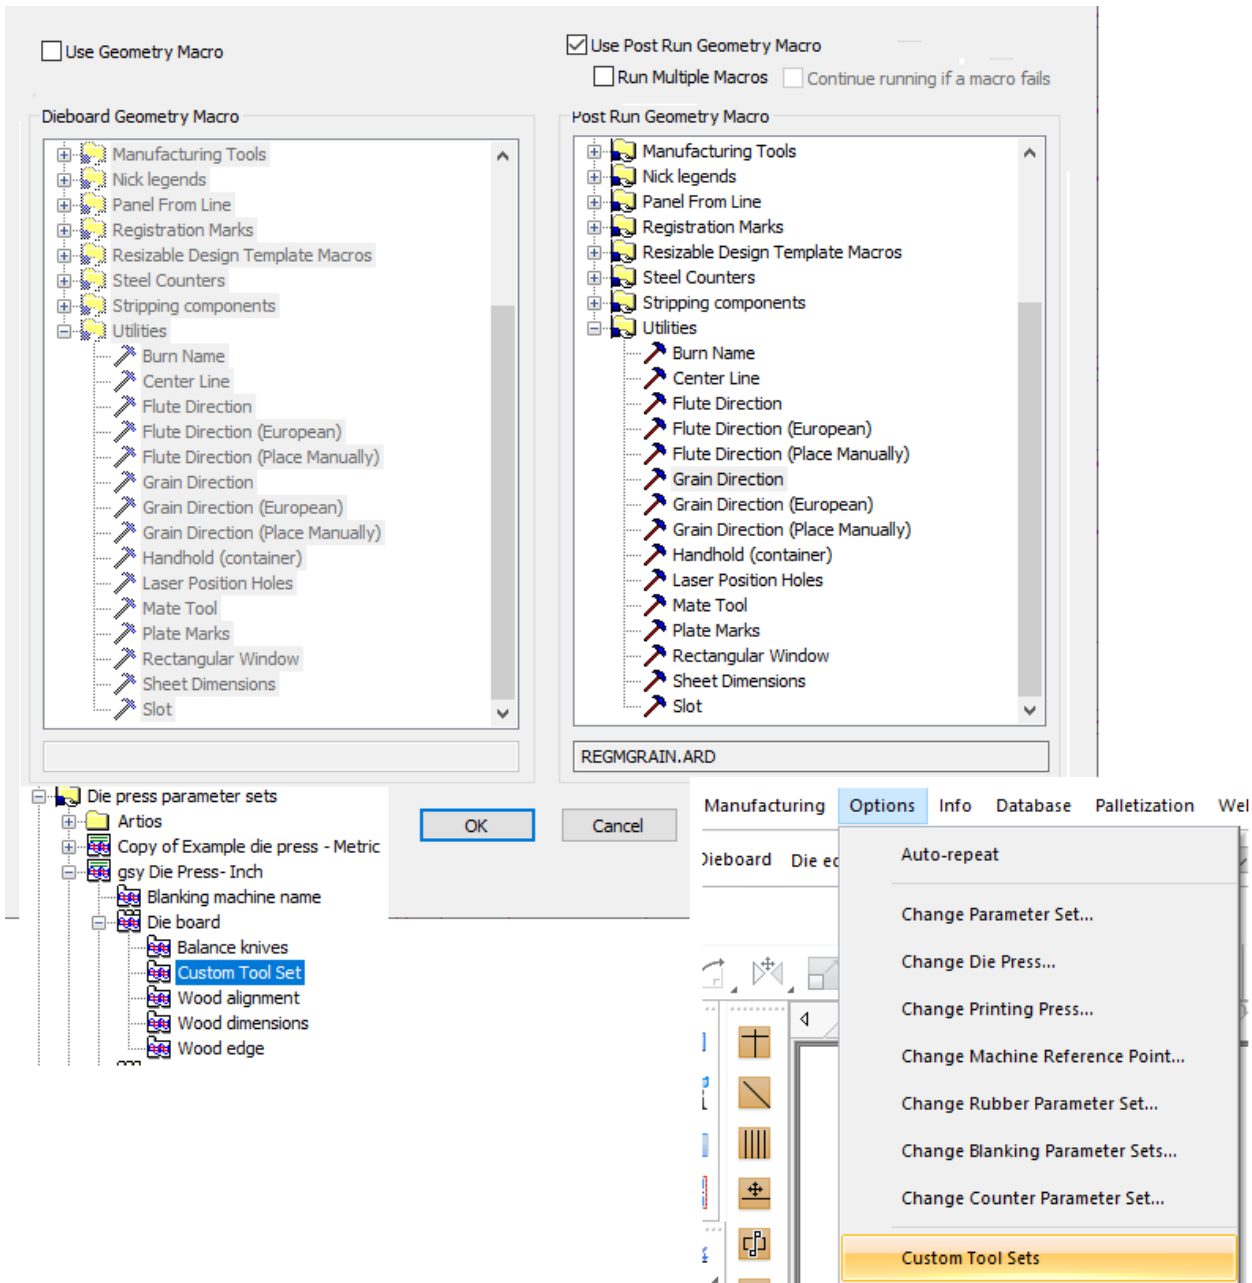 Use Geometry Macro
Use Post Run Geometry Macro
Run Multiple Macros
Continue running if a macro fails
Dieboard Geometry Macro
Manufacturing Tools
Nick legends
Panel From Line
Registration Marks
Resizable Design Template Macros
Steel Counters
Stripping components
Utilities
Burn Name
Center Line
Flute Direction
Flute Direction (European)
Flute Direction (Place Manually)
Grain Direction
Grain Direction (European)
Grain Direction (Place Manually)
Handhold (container)
Laser Position Holes
Mate Tool
Plate Marks
Rectangular Window
Sheet Dimensions
Slot
Post Run Geometry Macro
Manufacturing Tools
Nick legends
Panel From Line
Registration Marks
Resizable Design Template Macros
Steel Counters
Stripping components
Utilities
Burn Name
Center Line
Flute Direction
Flute Direction (European)
Flute Direction (Place Manually)
Grain Direction
Grain Direction (European)
Grain Direction (Place Manually)
Handhold (container)
Laser Position Holes
Mate Tool
Plate Marks
Rectangular Window
Sheet Dimensions
Slot
REGMGRAIN.ARD
OK
Cancel
Die press parameter sets
Artios
Copy of Example die press - Metric
gsy Die Press- Inch
Blanking machine name
Die board
Balance knives
Custom Tool Set
Wood alignment
Wood dimensions
Wood edge
Manufacturing Options Info Database Palletization Wel
Dieboard Die ec
Auto-repeat
Change Parameter Set...
Change Die Press...
Change Printing Press...
Change Machine Reference Point...
Change Rubber Parameter Set...
Change Blanking Parameter Sets...
Change Counter Parameter Set...
Custom Tool Sets